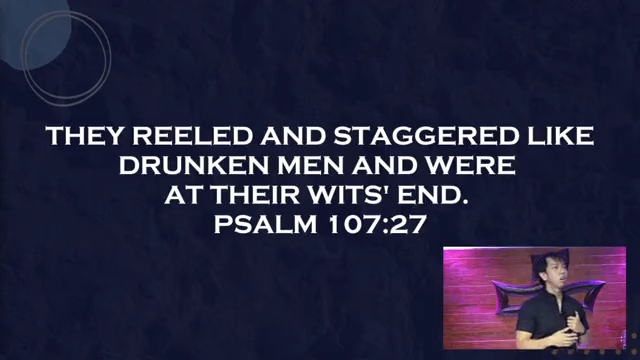 THEY REELED AND STAGGERED LIKE
DRUNKEN MEN AND WERE
AT THEIR WITS' END.
PSALM 107:27